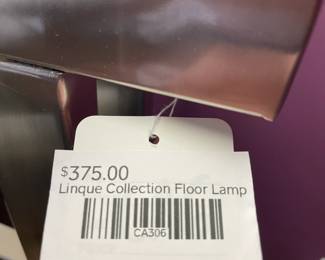 $375.00
Linque Collection Floor Lamp
CA306